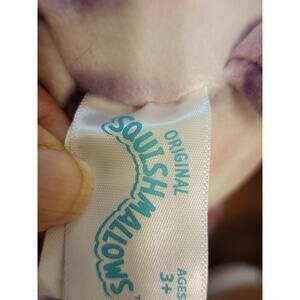 ORIGINAL
SQUISHMALLOWS
AGES
3+